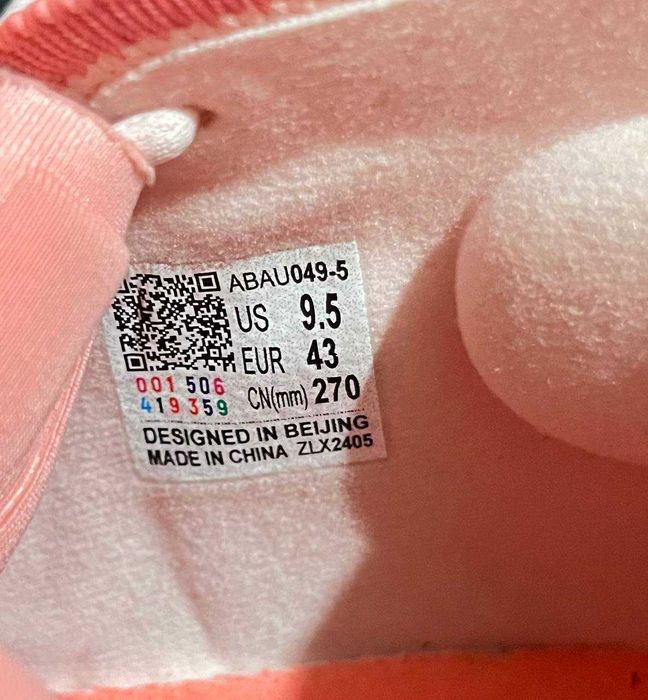 ABAU049-5
US 9.5
EUR 43
CN(mm) 270
001 506
419 359
DESIGNED IN BEIJING
MADE IN CHINA ZLX2405